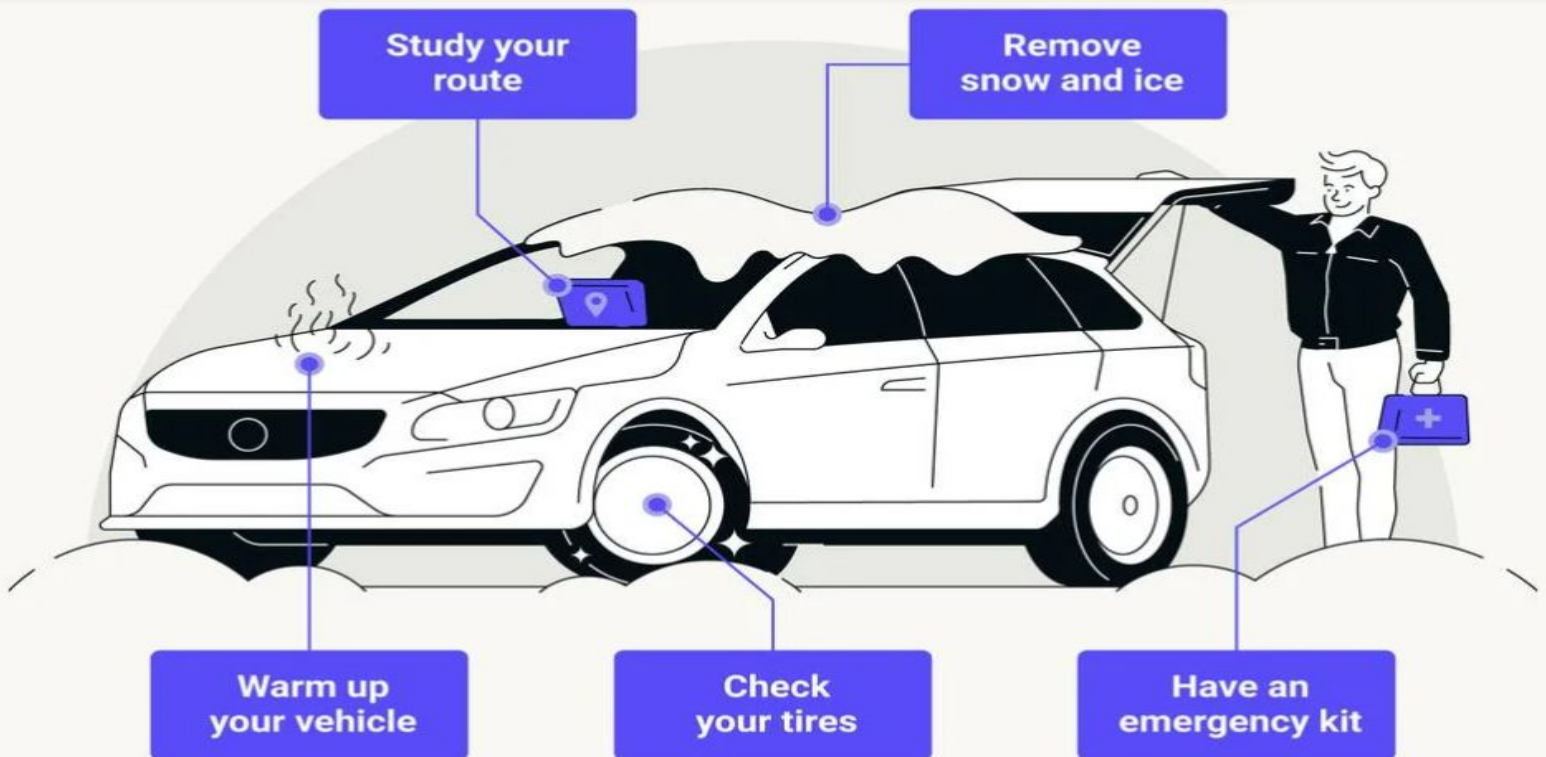 Study your
route
Remove
snow and ice
Warm up
your vehicle
Check
your tires
Have an
emergency kit